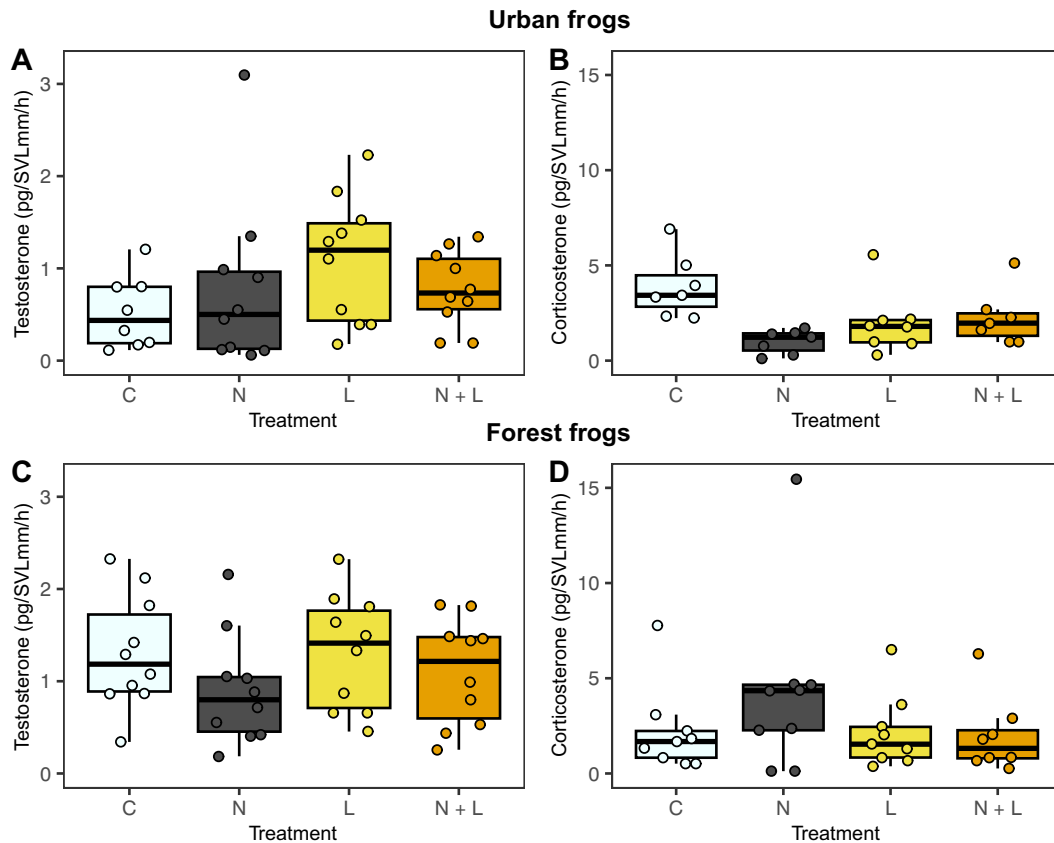 Urban frogs
A
B
Testosterone (pg/SVLmm/h)
3
2
1
0
C
N
L
N + L
Treatment
Corticosterone (pg/SVLmm/h)
15
10
5
0
C
N
L
N + L
Treatment
Forest frogs
C
D
Testosterone (pg/SVLmm/h)
3
2
1
0
C
N
L
N + L
Treatment
Corticosterone (pg/SVLmm/h)
15
10
5
0
C
N
L
N + L
Treatment